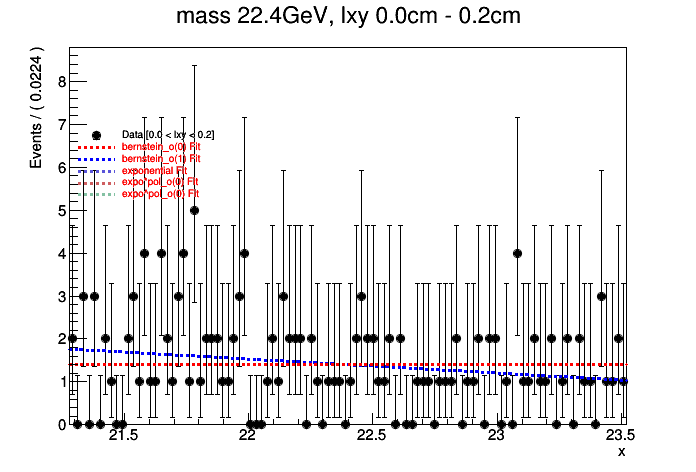 mass 22.4GeV, lxy 0.0cm - 0.2cm
Events / ( 0.0224 )
8
7
6
5
4
3
2
1
0
Data [0.0 < lxy < 0.2]
bernstein_o(0) Fit
bernstein_o(1) Fit
exponential Fit
expo*pol_o(0) Fit
expo*pol_o(0) Fit
21.5 22 22.5 23 23.5
x